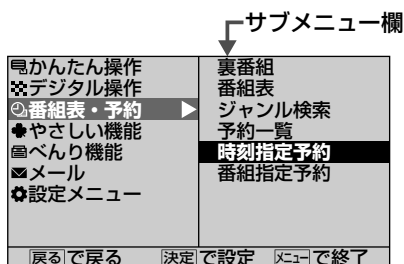 サブメニュー欄
かんたん操作
デジタル操作
番組表・予約
やさしい機能
べんり機能
メール
設定メニュー
裏番組
番組表
ジャンル検索
予約一覧
時刻指定予約
番組指定予約
戻るで戻る 決定で設定 メニューで終了